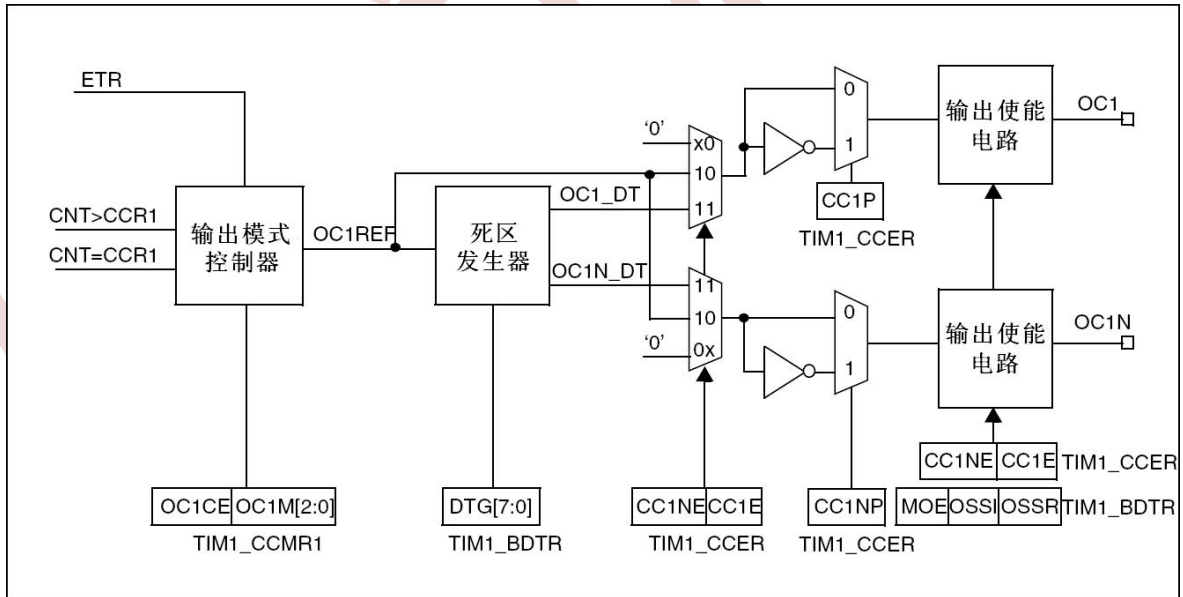 ETR
CNT>CCR1
CNT=CCR1
输出模式
控制器
OC1REF
死区
发生器
OC1_DT
OC1N_DT
'0'
x0
10
11
11
10
'0'
0x
0
1
CC1P
TIM1_CCER
0
1
输出使能
电路
OC1
输出使能
电路
OC1N
CC1NE CC1E TIM1_CCER
OC1CE OC1M[2:0]
TIM1_CCMR1
DTG[7:0]
TIM1_BDTR
CC1NE CC1E
TIM1_CCER
CC1NP
TIM1_CCER
MOE OSSI OSSR TIM1_BDTR